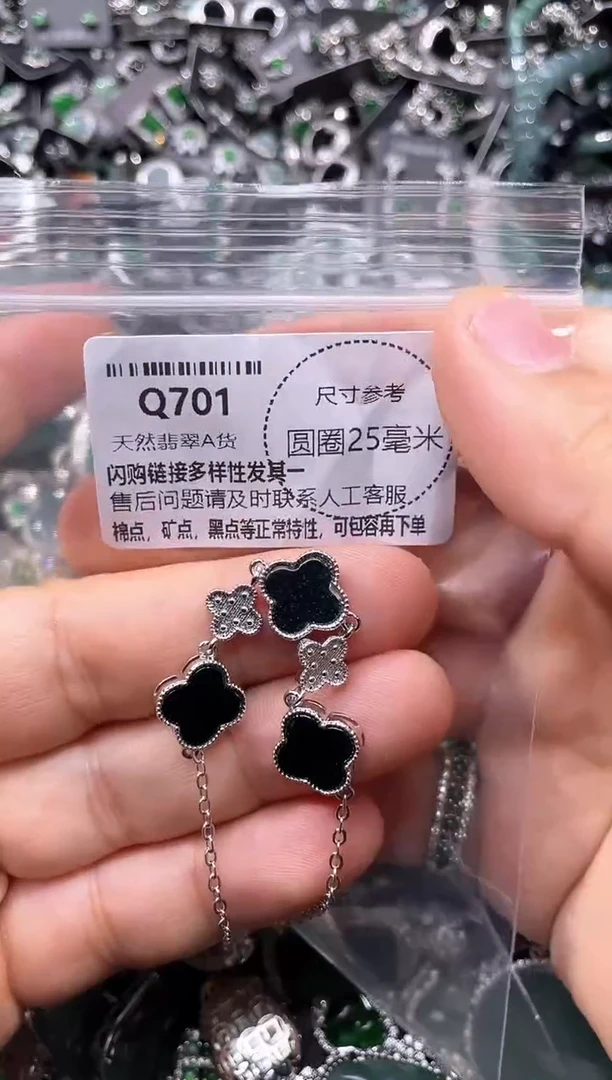 Q701
天然翡翠A货
尺寸参考
圆圈25毫米
闪购链接多样性发其一
售后问题请及时联系人工客服。
棉点，矿点，黑点等正常特性，可包容再下单